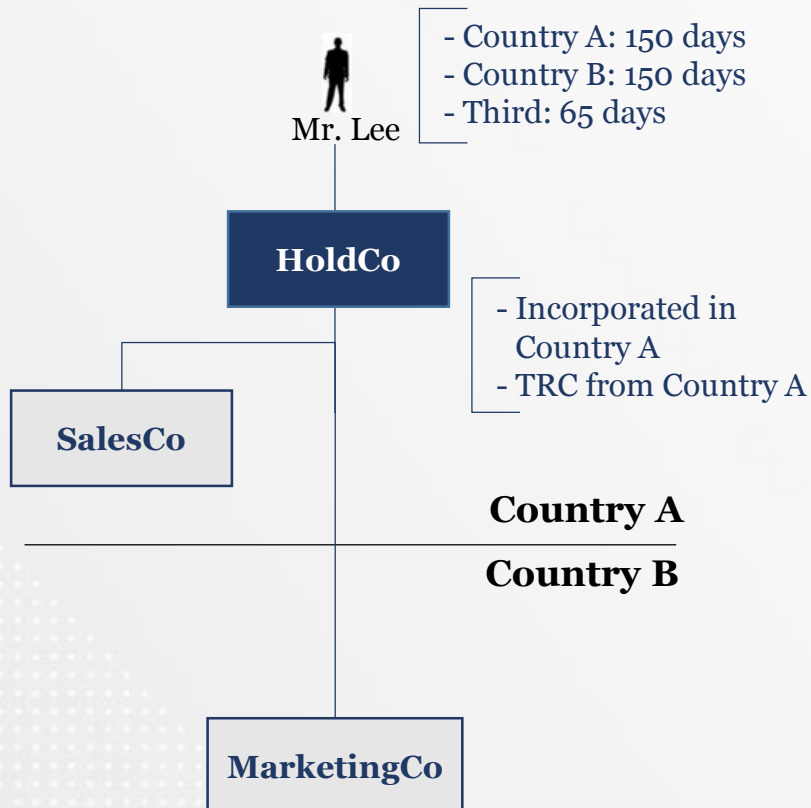 - Country A: 150 days
- Country B: 150 days
- Third: 65 days
Mr. Lee
HoldCo
- Incorporated in
Country A
- TRC from Country A
SalesCo
Country A
Country B
MarketingCo